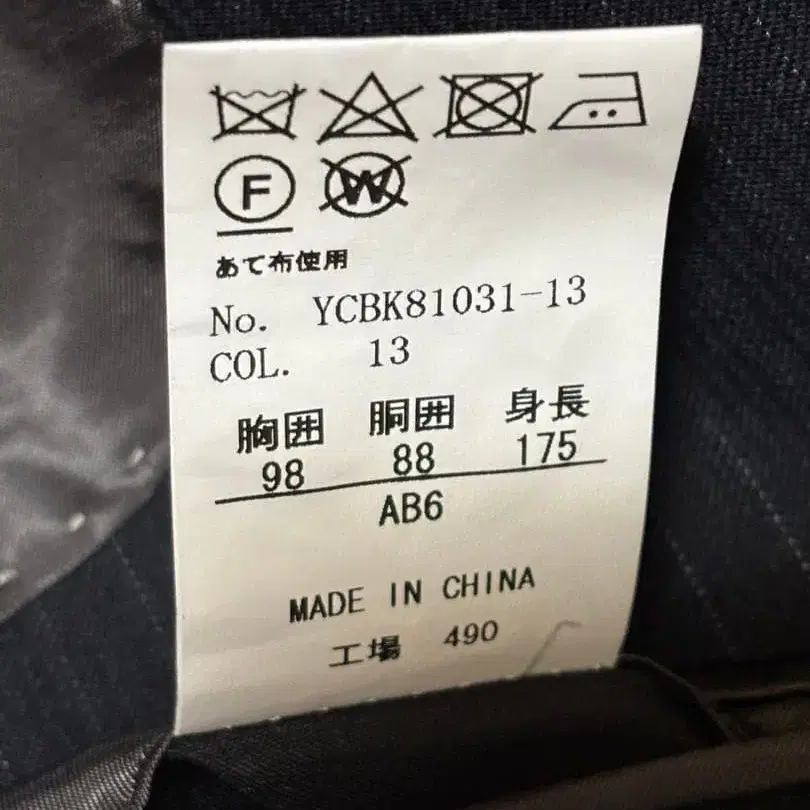 F W
あて布使用
No. YCBK81031-13
COL. 13
胸囲 胴囲 身長
98 88 175
AB6
MADE IN CHINA
工場 490